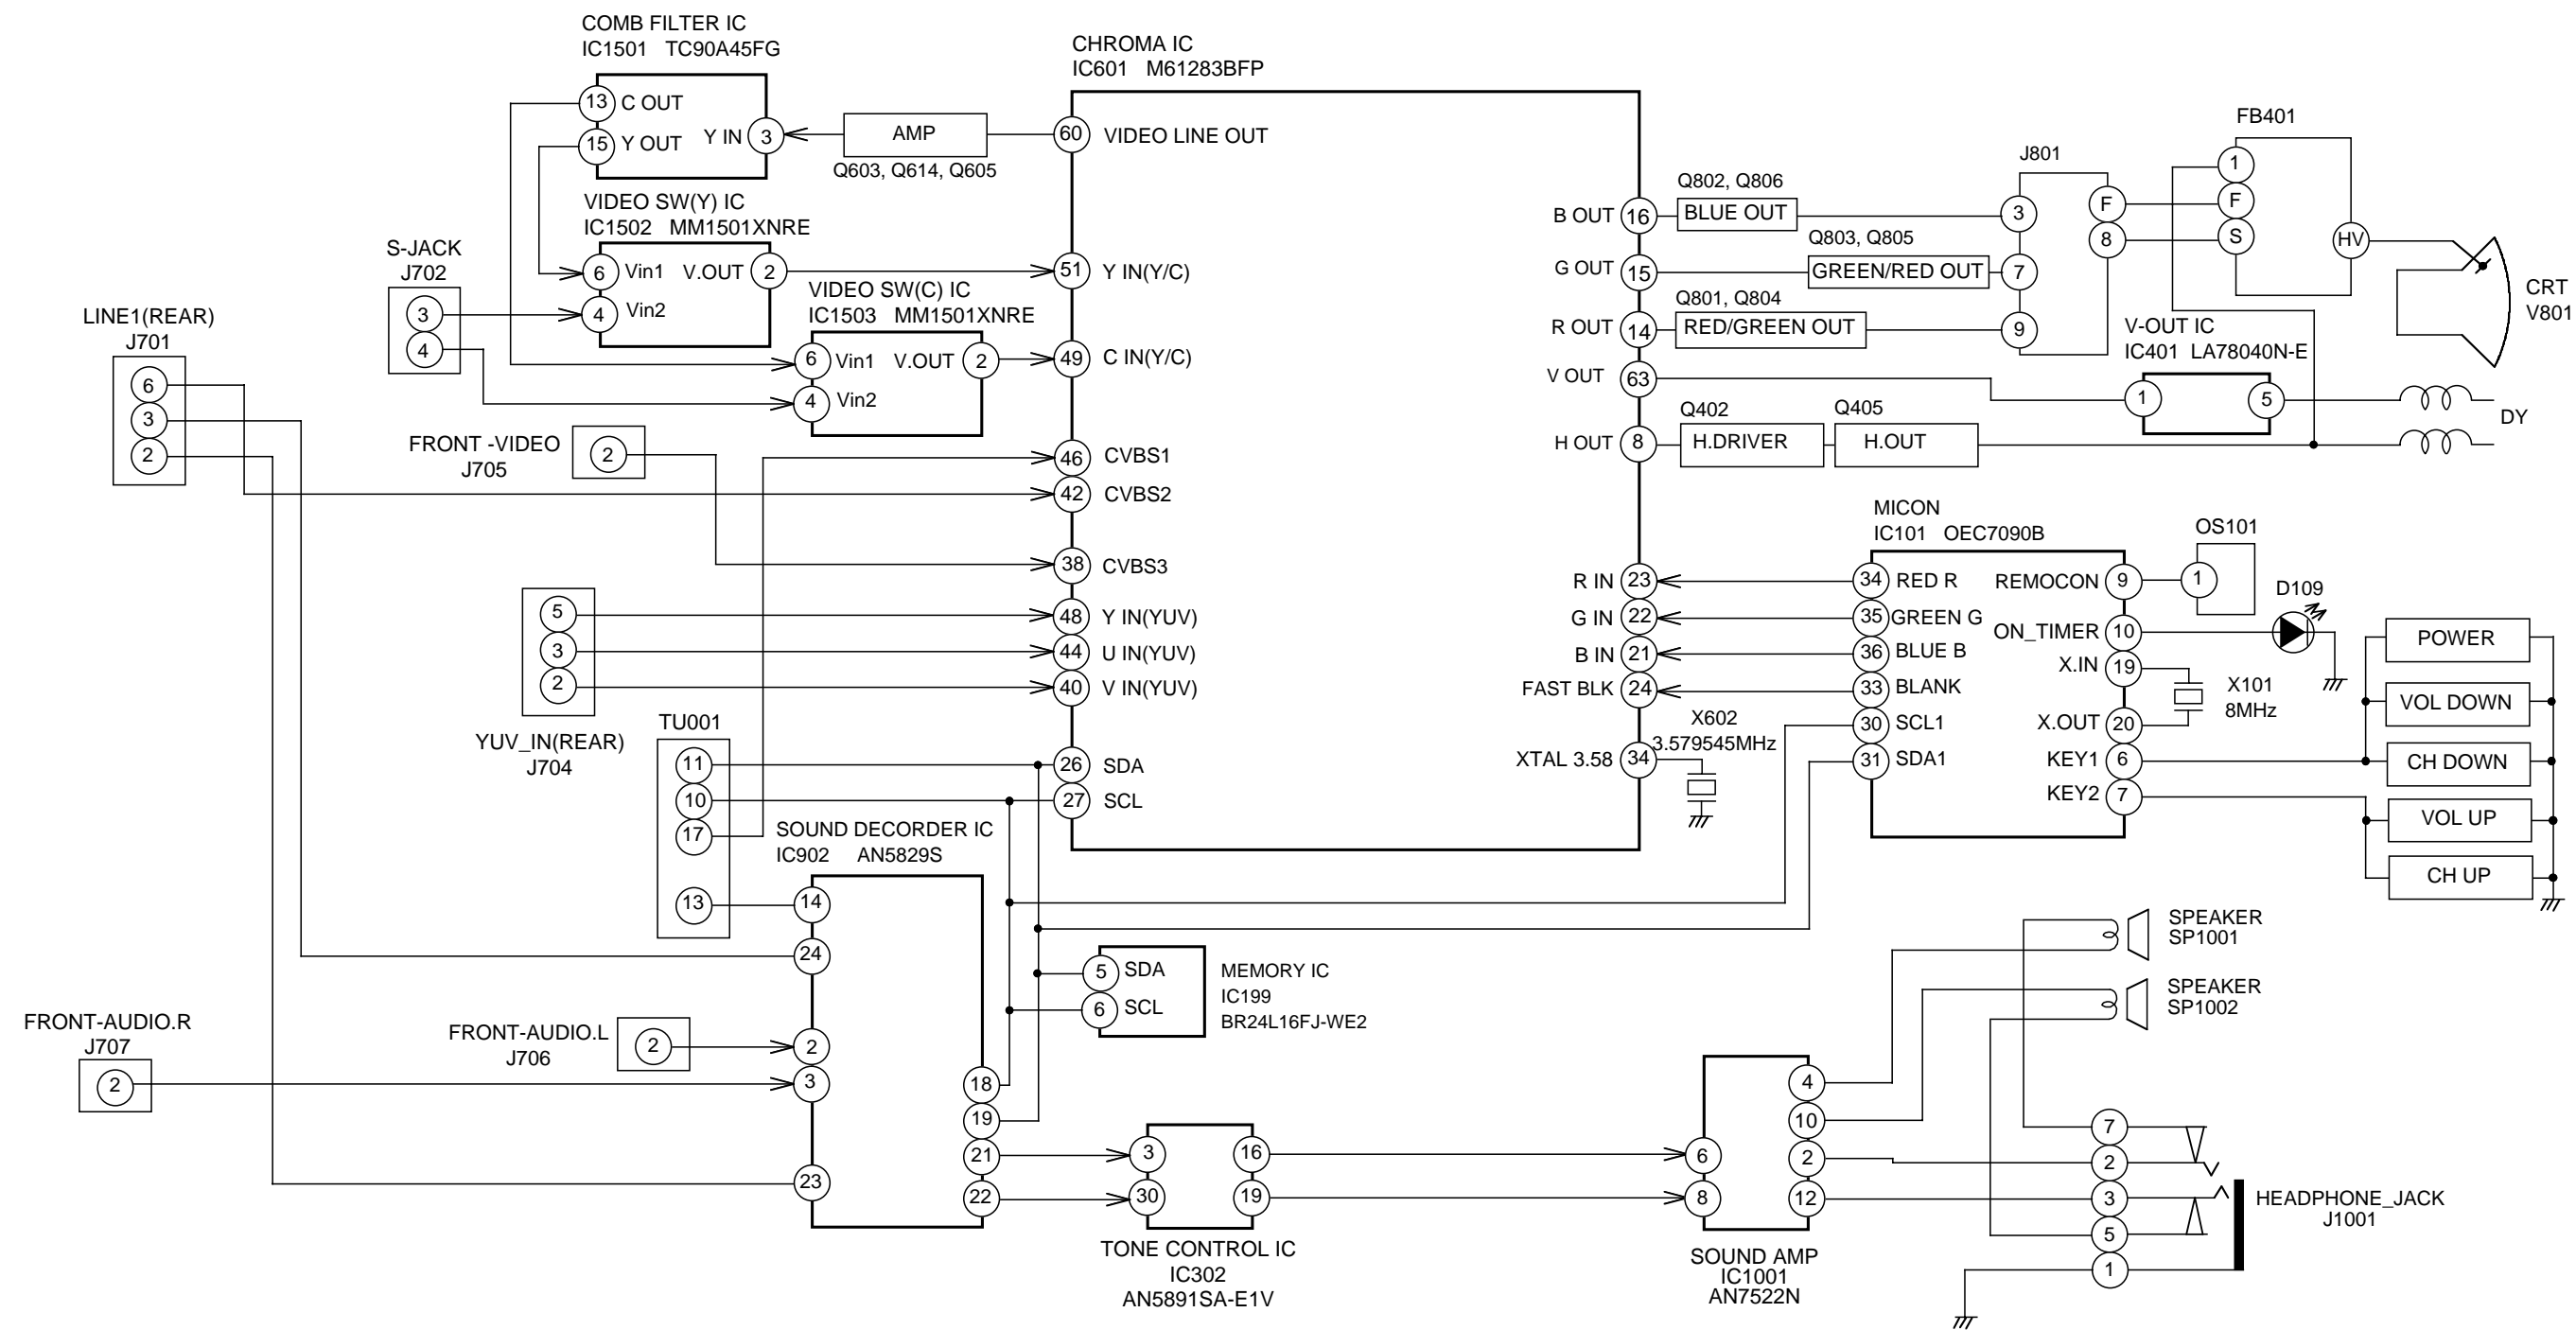 COMB FILTER IC
IC1501 TC90A45FG
13 C OUT
15 Y OUT
Y IN 3
AMP
Q603, Q614, Q605
VIDEO SW(Y) IC
IC1502 MM1501XNRE
6 Vin1
4 Vin2
V.OUT 2
S-JACK
J702
3
4
VIDEO SW(C) IC
IC1503 MM1501XNRE
6 Vin1
4 Vin2
V.OUT 2
LINE1(REAR)
J701
6
3
2
FRONT -VIDEO
J705
2
YUV_IN(REAR)
J704
5
3
2
TU001
11
10
17
13
CHROMA IC
IC601 M61283BFP
60 VIDEO LINE OUT
51 Y IN(Y/C)
49 C IN(Y/C)
46 CVBS1
42 CVBS2
38 CVBS3
48 Y IN(YUV)
44 U IN(YUV)
40 V IN(YUV)
26 SDA
27 SCL
B OUT 16
G OUT 15
R OUT 14
V OUT 63
H OUT 8
R IN 23
G IN 22
B IN 21
FAST BLK 24
XTAL 3.58 34
X602
3.579545MHz
Q802, Q806
BLUE OUT
Q803, Q805
GREEN/RED OUT
Q801, Q804
RED/GREEN OUT
Q402
H.DRIVER
Q405
H.OUT
J801
3
7
9
F
8
FB401
1
F
S
HV
CRT
V801
V-OUT IC
IC401 LA78040N-E
1
5
DY
MICON
IC101 OEC7090B
34 RED R
35 GREEN G
36 BLUE B
33 BLANK
30 SCL1
31 SDA1
REMOCON 9
ON_TIMER 10
X.IN 19
X.OUT 20
KEY1 6
KEY2 7
OS101
1
D109
X101
8MHz
POWER
VOL DOWN
CH DOWN
VOL UP
CH UP
SOUND DECORDER IC
IC902 AN5829S
14
24
2
3
23
18
19
21
22
MEMORY IC
IC199
BR24L16FJ-WE2
5 SDA
6 SCL
FRONT-AUDIO.R
J707
2
FRONT-AUDIO.L
J706
2
3
30
16
19
TONE CONTROL IC
IC302
AN5891SA-E1V
6
8
4
10
2
12
SOUND AMP
IC1001
AN7522N
SPEAKER
SP1001
SPEAKER
SP1002
7
2
3
5
1
HEADPHONE_JACK
J1001